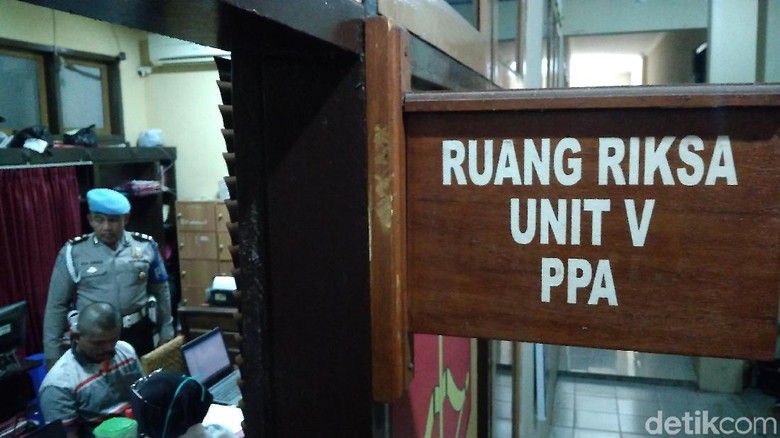 RUANG RIKSA
UNIT V
PPA
detikcom